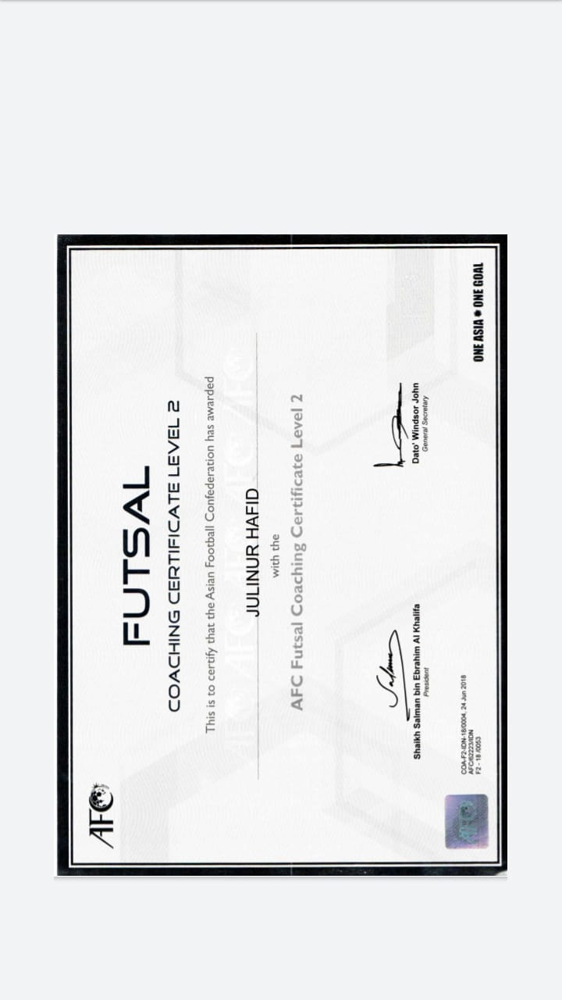 AFC
FUTSAL
COACHING CERTIFICATE LEVEL 2
This is to certify that the Asian Football Confederation has awarded
JULINUR HAFID
with the
AFC Futsal Coaching Certificate Level 2
Salman
Shaikh Salman bin Ebrahim Al Khalifa
President
Dato' Windsor John
General Secretary
COA-F2-IDN-18/0004, 24 Jun 2018
AFC/62223/IDN
F2 - 18 /0053
ONE ASIA ONE GOAL